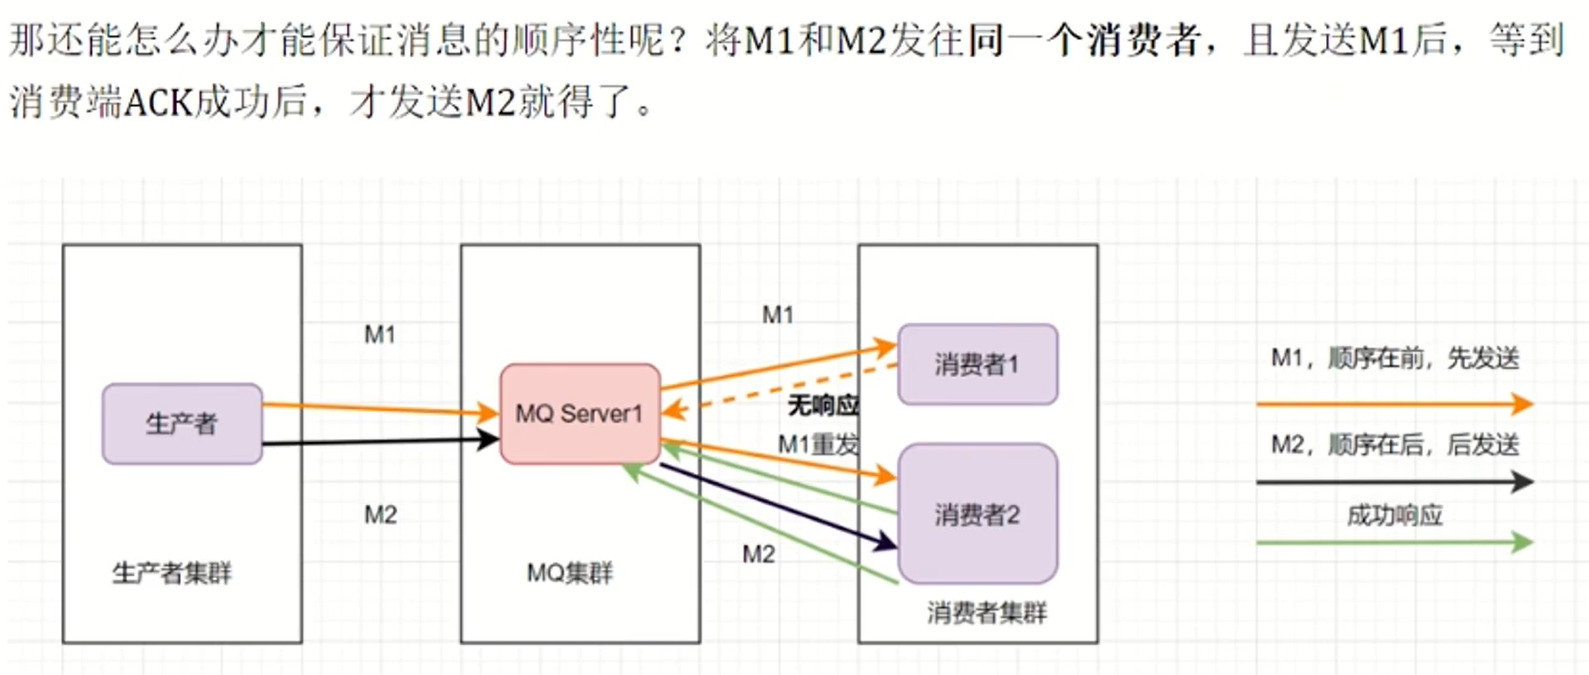 那还能怎么办才能保证消息的顺序性呢？将M1和M2发往同一个消费者，且发送M1后，等到
消费端ACK成功后，才发送M2就得了。
M1
M1
消费者1
M1，顺序在前，先发送
生产者
MQ Server1
无响应
M1重发
M2，顺序在后，后发送
M2
消费者2
成功响应
M2
生产者集群
MQ集群
消费者集群